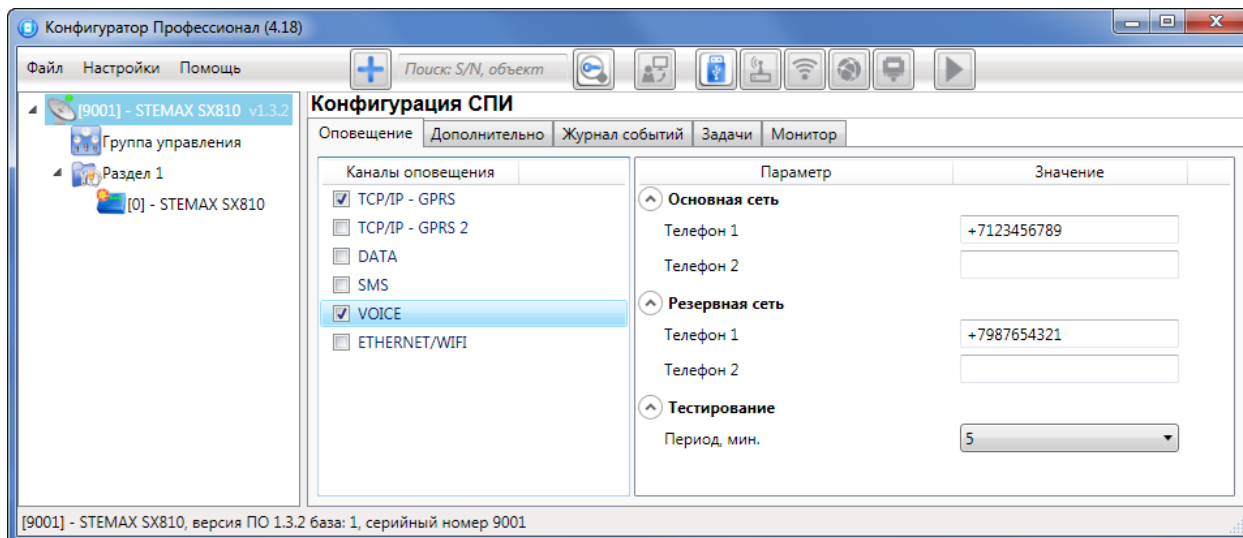 Конфигуратор Профессионал (4.18)
Файл Настройки Помощь
Поиск: S/N, объект
[9001] - STEMAX SX810 v1.3.2
Группа управления
Раздел 1
[0] - STEMAX SX810
Конфигурация СПИ
Оповещение Дополнительно Журнал событий Задачи Монитор
Каналы оповещения
TCP/IP - GPRS
TCP/IP - GPRS 2
DATA
SMS
VOICE
ETHERNET/WIFI
Параметр Значение
Основная сеть
Телефон 1 +7123456789
Телефон 2
Резервная сеть
Телефон 1 +7987654321
Телефон 2
Тестирование
Период, мин. 5
[9001] - STEMAX SX810, версия ПО 1.3.2 база: 1, серийный номер 9001